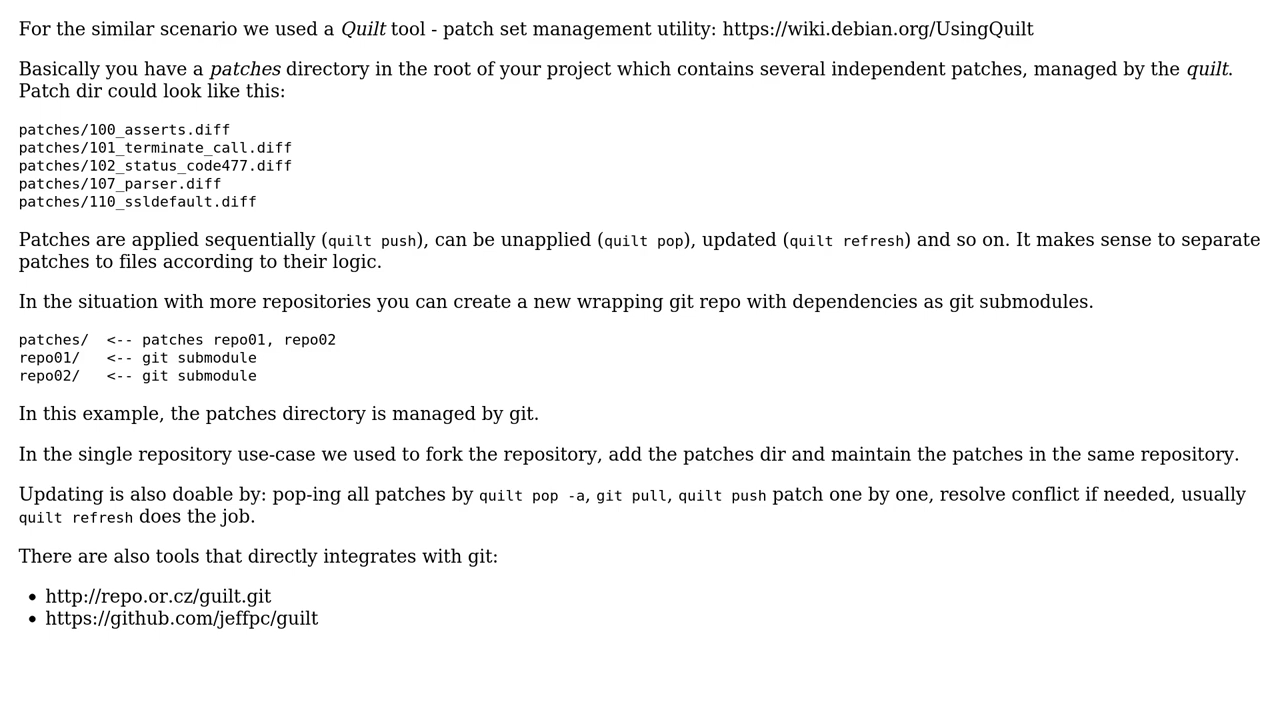 For the similar scenario we used a Quilt tool - patch set management utility: https://wiki.debian.org/UsingQuilt
Basically you have a patches directory in the root of your project which contains several independent patches, managed by the quilt.
Patch dir could look like this:
patches/100_asserts.diff
patches/101_terminate_call.diff
patches/102_status_code477.diff
patches/107_parser.diff
patches/110_ssldefault.diff
Patches are applied sequentially (quilt push), can be unapplied (quilt pop), updated (quilt refresh) and so on. It makes sense to separate
patches to files according to their logic.
In the situation with more repositories you can create a new wrapping git repo with dependencies as git submodules.
patches/  <-- patches repo01, repo02
repo01/   <-- git submodule
repo02/   <-- git submodule
In this example, the patches directory is managed by git.
In the single repository use-case we used to fork the repository, add the patches dir and maintain the patches in the same repository.
Updating is also doable by: pop-ing all patches by quilt pop -a, git pull, quilt push patch one by one, resolve conflict if needed, usually
quilt refresh does the job.
There are also tools that directly integrates with git:
• http://repo.or.cz/guilt.git
• https://github.com/jeffpc/guilt